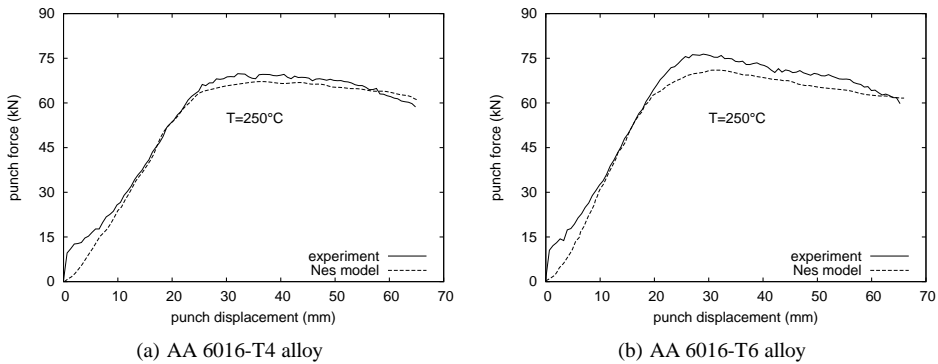 90
75
60
45
30
15
0
punch force (kN)
T=250°C
experiment
Nes model
0 10 20 30 40 50 60 70
punch displacement (mm)
(a) AA 6016-T4 alloy
90
75
60
45
30
15
0
punch force (kN)
T=250°C
experiment
Nes model
0 10 20 30 40 50 60 70
punch displacement (mm)
(b) AA 6016-T6 alloy